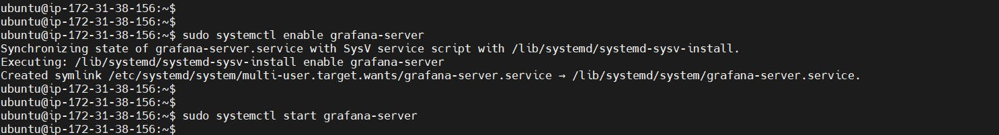 ubuntu@ip-172-31-38-156:~$
ubuntu@ip-172-31-38-156:~$
ubuntu@ip-172-31-38-156:~$ sudo systemctl enable grafana-server
Synchronizing state of grafana-server.service with SysV service script with /lib/systemd/systemd-sysv-install.
Executing: /lib/systemd/systemd-sysv-install enable grafana-server
Created symlink /etc/systemd/system/multi-user.target.wants/grafana-server.service → /lib/systemd/system/grafana-server.service.
ubuntu@ip-172-31-38-156:~$
ubuntu@ip-172-31-38-156:~$
ubuntu@ip-172-31-38-156:~$ sudo systemctl start grafana-server
ubuntu@ip-172-31-38-156:~$